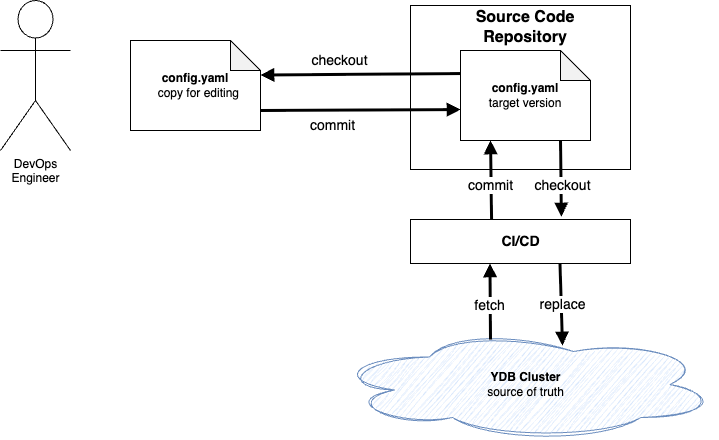 Source Code
Repository
checkout
config.yaml
copy for editing
config.yaml
target version
commit
DevOps
Engineer
commit
checkout
CI/CD
fetch
replace
YDB Cluster
source of truth